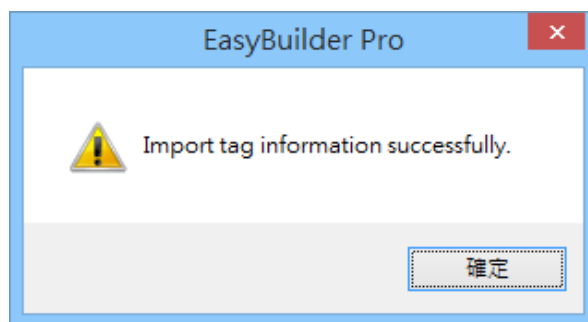 EasyBuilder Pro
Import tag information successfully.
確定